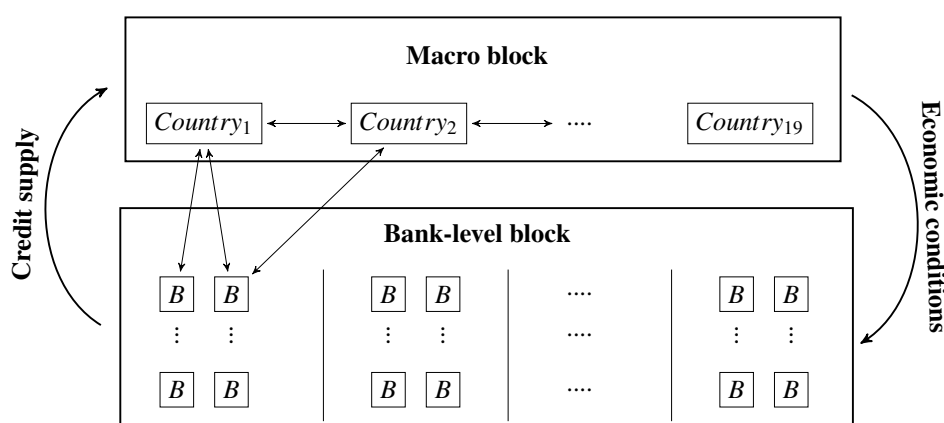 Macro block
Country₁ Country₂ .... Country₁₉
Credit supply
Economic conditions
Bank-level block
B B B B .... B B
⋮ ⋮ ⋮ ⋮ .... ⋮ ⋮
B B B B .... B B